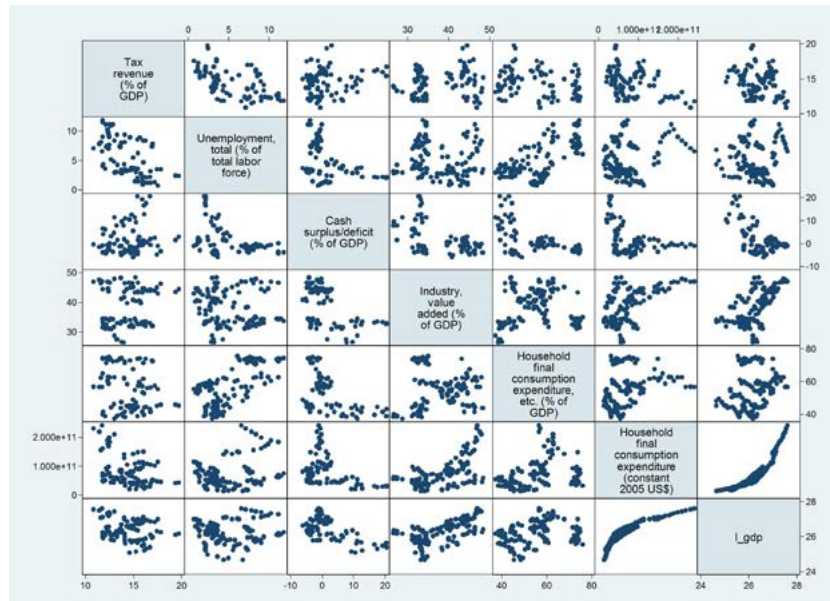 0 5 10 30 40 50 0 1.000e+11 2.000e+11
Tax
revenue
(% of
GDP)
20
15
10
10
5
0
Unemployment,
total (% of
total labor
force)
Cash
surplus/deficit
(% of GDP)
20
10
0
-10
50
40
30
Industry,
value
added (%
of GDP)
Household
final
consumption
expenditure,
etc. (% of
GDP)
80
60
40
2.000e+11
1.000e+11
0
Household
final
consumption
expenditure
(constant
2005 US$)
l_gdp
28
26
24
10 15 20 -10 0 10 20 40 60 80 24 26 28